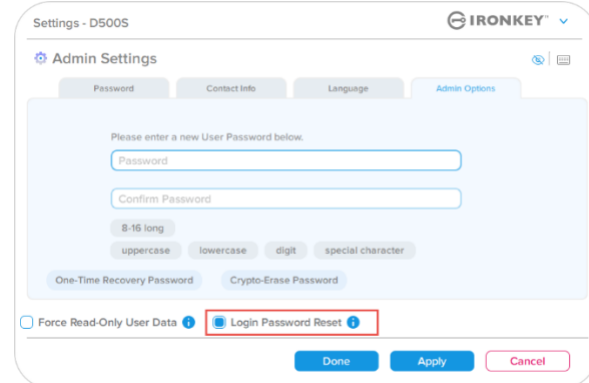 Settings - D500S
IRONKEY™
Admin Settings
Password
Contact Info
Language
Admin Options
Please enter a new User Password below.
Password
Confirm Password
8-16 long
uppercase
lowercase
digit
special character
One-Time Recovery Password
Crypto-Erase Password
Force Read-Only User Data
Login Password Reset
Done
Apply
Cancel